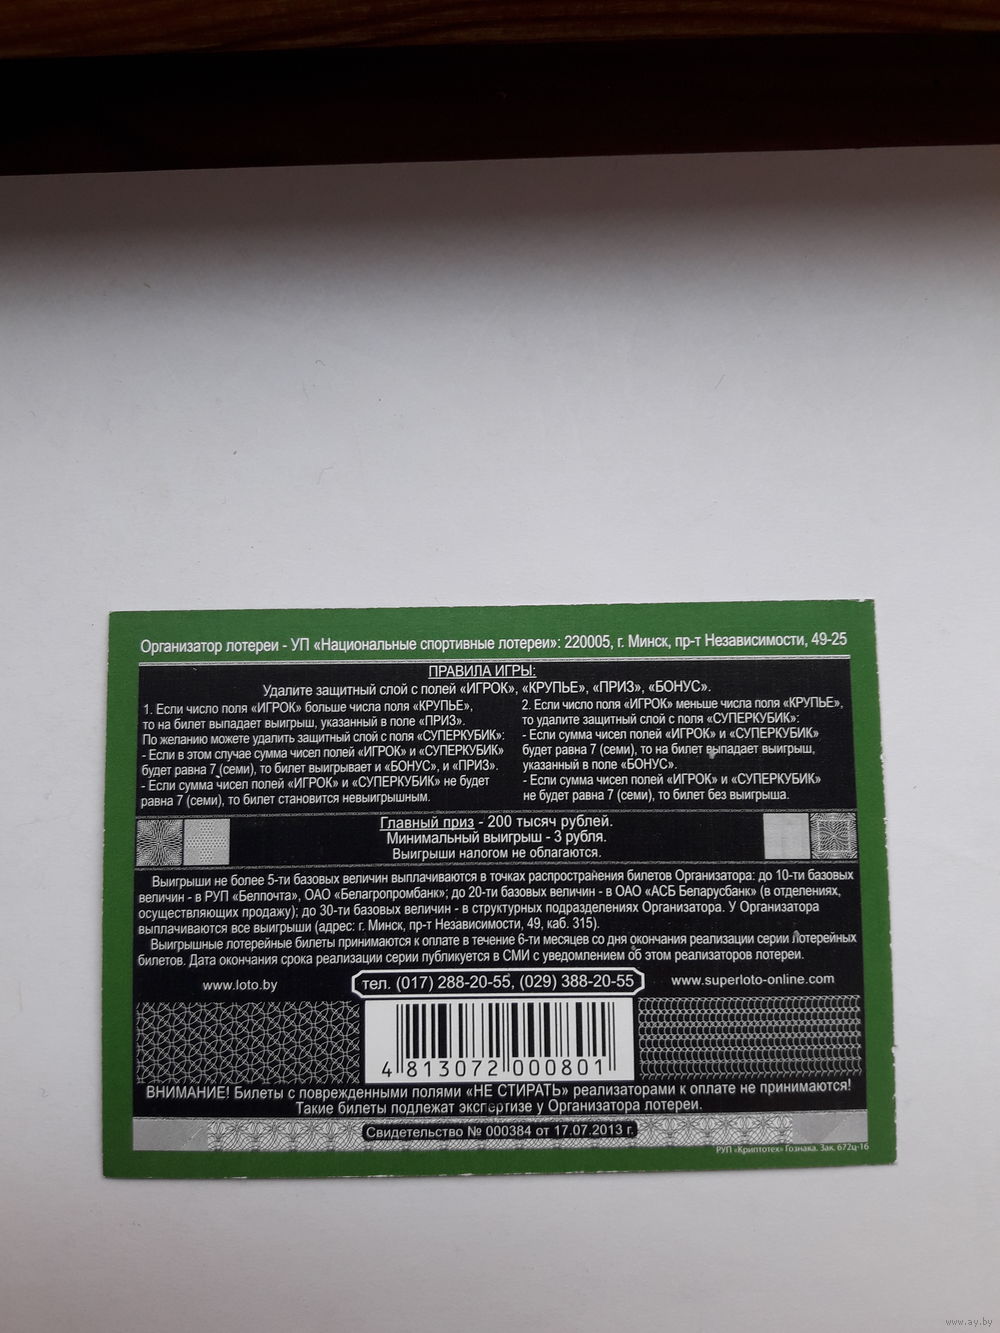 Организатор лотереи - УП «Национальные спортивные лотереи»: 220005, г. Минск, пр-т Независимости, 49-25
ПРАВИЛА ИГРЫ:
Удалите защитный слой с полей «ИГРОК», «КРУПЬЕ», «ПРИЗ», «БОНУС».
1. Если число поля «ИГРОК» больше числа поля «КРУПЬЕ»,
то на билет выпадает выигрыш, указанный в поле «ПРИЗ».
По желанию можете удалить защитный слой с поля «СУПЕРКУБИК»:
- Если в этом случае сумма чисел полей «ИГРОК» и «СУПЕРКУБИК»
будет равна 7 (семи), то билет выигрывает и «БОНУС», и «ПРИЗ».
- Если сумма чисел полей «ИГРОК» и «СУПЕРКУБИК» не будет
равна 7 (семи), то билет становится невыигрышным.
2. Если число поля «ИГРОК» меньше числа поля «КРУПЬЕ»,
то удалите защитный слой с поля «СУПЕРКУБИК»:
- Если сумма чисел полей «ИГРОК» и «СУПЕРКУБИК»
будет равна 7 (семи), то на билет выпадает выигрыш,
указанный в поле «БОНУС».
- Если сумма чисел полей «ИГРОК» и «СУПЕРКУБИК»
не будет равна 7 (семи), то билет без выигрыша.
Главный приз - 200 тысяч рублей.
Минимальный выигрыш - 3 рубля.
Выигрыши налогом не облагаются.
Выигрыши не более 5-ти базовых величин выплачиваются в точках распространения билетов Организатора: до 10-ти базовых
величин - в РУП «Белпочта», ОАО «Белагропромбанк»; до 20-ти базовых величин - в ОАО «АСБ Беларусбанк» (в отделениях,
осуществляющих продажу); до 30-ти базовых величин - в структурных подразделениях Организатора. У Организатора
выплачиваются все выигрыши (адрес: г. Минск, пр-т Независимости, 49, каб. 315).
Выигрышные лотерейные билеты принимаются к оплате в течение 6-ти месяцев со дня окончания реализации серии лотерейных
билетов. Дата окончания срока реализации серии публикуется в СМИ с уведомлением об этом реализаторов лотереи.
www.loto.by
тел. (017) 288-20-55, (029) 388-20-55
www.superloto-online.com
4 813072 000801
ВНИМАНИЕ! Билеты с поврежденными полями «НЕ СТИРАТЬ» реализаторами к оплате не принимаются!
Такие билеты подлежат экспертизе у Организатора лотереи.
Свидетельство № 000384 от 17.07.2013 г.
РУП «Криптотех» Гознака. Зак. 672ц-16
www.ay.by